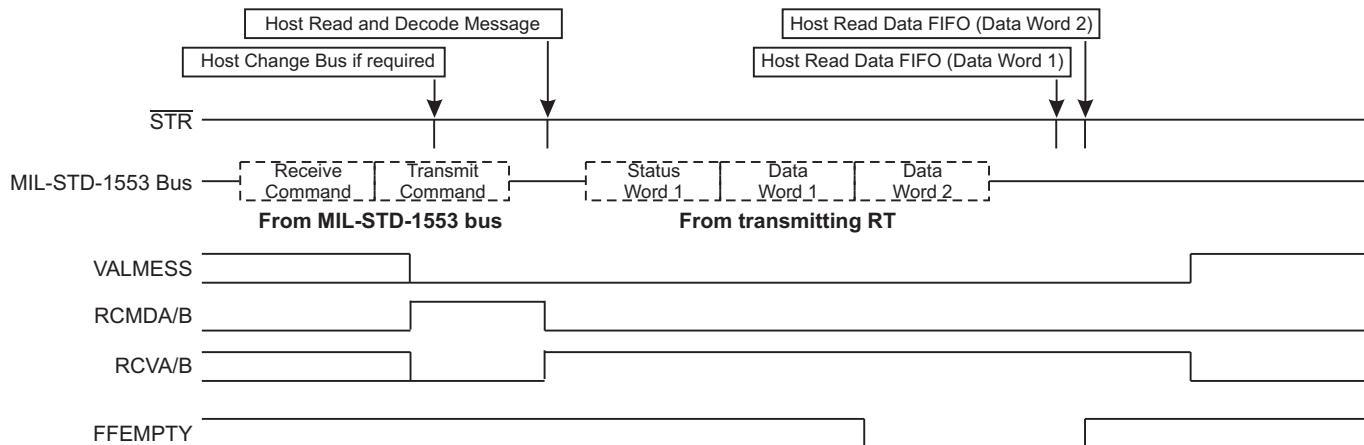 Host Read and Decode Message
Host Read Data FIFO (Data Word 2)
Host Change Bus if required
Host Read Data FIFO (Data Word 1)
STR
MIL-STD-1553 Bus
Receive Command
Transmit Command
Status Word 1
Data Word 1
Data Word 2
From MIL-STD-1553 bus
From transmitting RT
VALMESS
RCMDA/B
RCVA/B
FFEMPTY